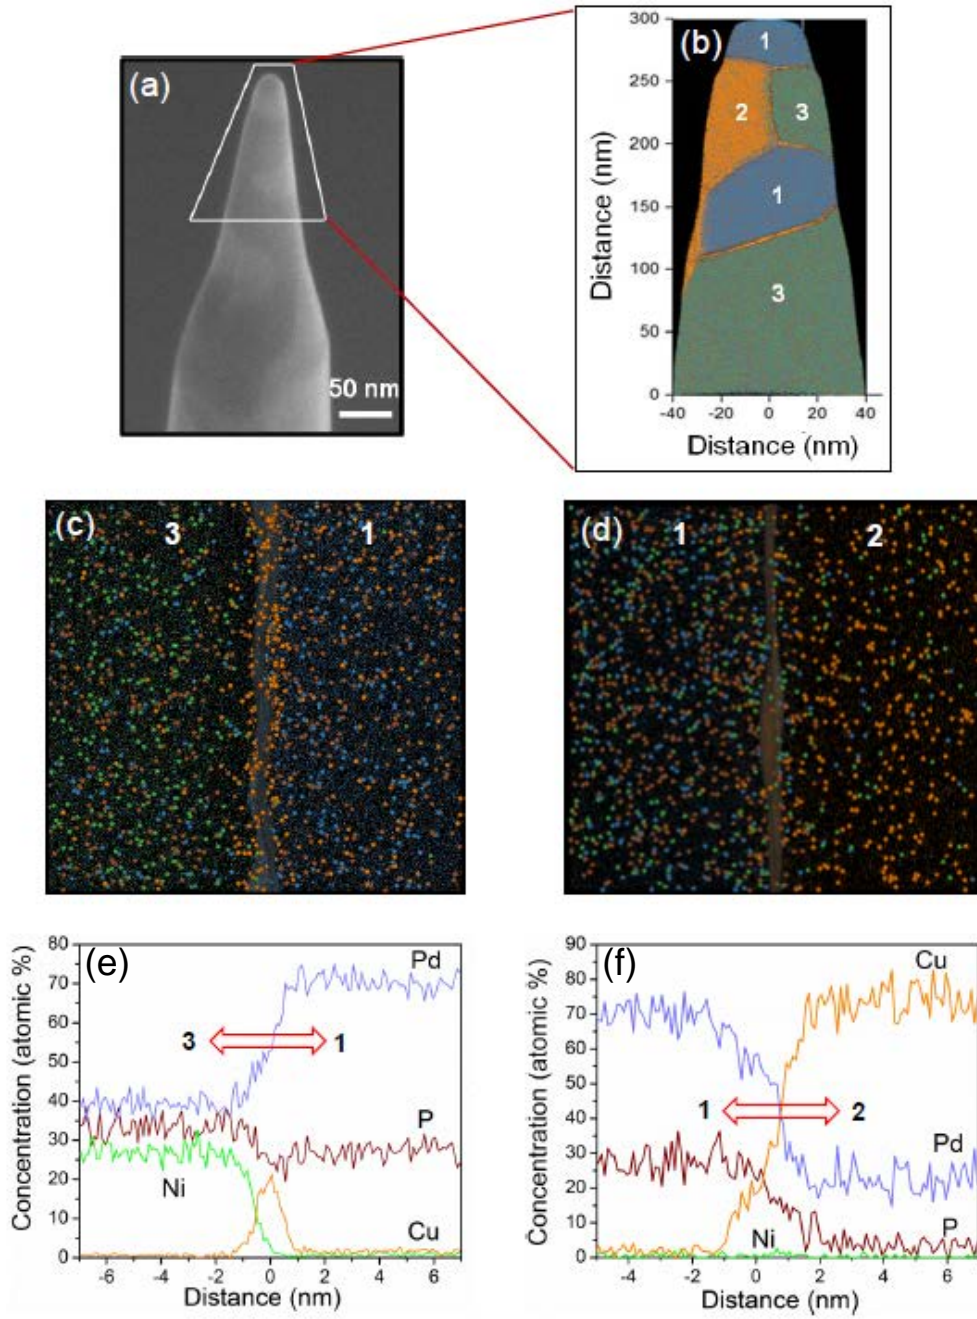 (a)
50 nm
(b)
300
250
200
150
100
50
0
-40
-20
0
20
40
Distance (nm)
Distance (nm)
1
2
3
1
3
(c)
3
1
(d)
1
2
(e)
80
70
60
50
40
30
20
10
0
-6
-4
-2
0
2
4
6
Concentration (atomic %)
Distance (nm)
Pd
3
1
P
Ni
Cu
(f)
90
80
70
60
50
40
30
20
10
0
-4
-2
0
2
4
6
Concentration (atomic %)
Distance (nm)
Cu
1
2
Pd
Ni
P